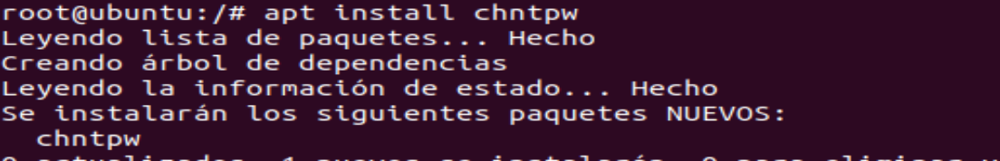 root@ubuntu:/# apt install chntpw
Leyendo lista de paquetes... Hecho
Creando árbol de dependencias
Leyendo la información de estado... Hecho
Se instalarán los siguientes paquetes NUEVOS:
  chntpw